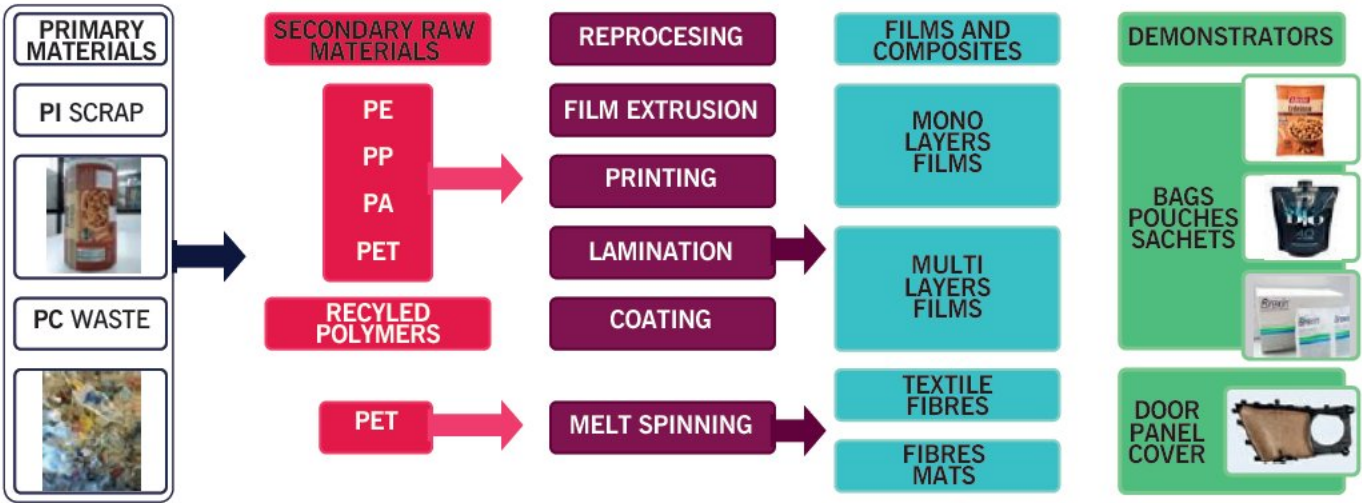 PRIMARY
MATERIALS
PI SCRAP
PC WASTE
SECONDARY RAW
MATERIALS
PE
PP
PA
PET
RECYLED
POLYMERS
PET
REPROCESING
FILM EXTRUSION
PRINTING
LAMINATION
COATING
MELT SPINNING
FILMS AND
COMPOSITES
MONO
LAYERS
FILMS
MULTI
LAYERS
FILMS
TEXTILE
FIBRES
FIBRES
MATS
DEMONSTRATORS
BAGS
POUCHES
SACHETS
DOOR
PANEL
COVER